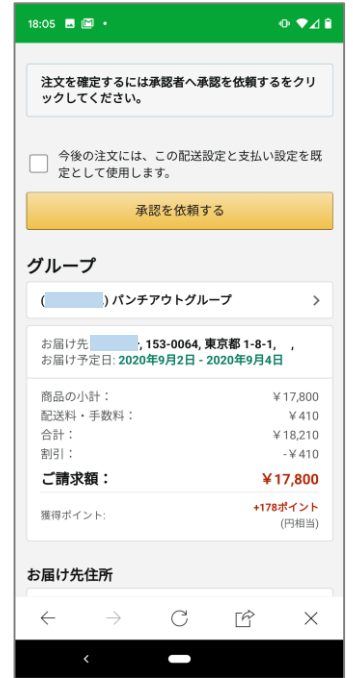 18:05
注文を確定するには承認者へ承認を依頼するをクリ
ックしてください。
今後の注文には、この配送設定と支払い設定を既
定として使用します。
承認を依頼する
グループ
( .) パンチアウトグループ
お届け先 , 153-0064, 東京都 1-8-1, ,
お届け予定日: 2020年9月2日 - 2020年9月4日
商品の小計： ￥17,800
配送料・手数料： ￥410
合計： ￥18,210
割引： -￥410
ご請求額： ￥17,800
獲得ポイント: +178ポイント
(円相当)
お届け先住所